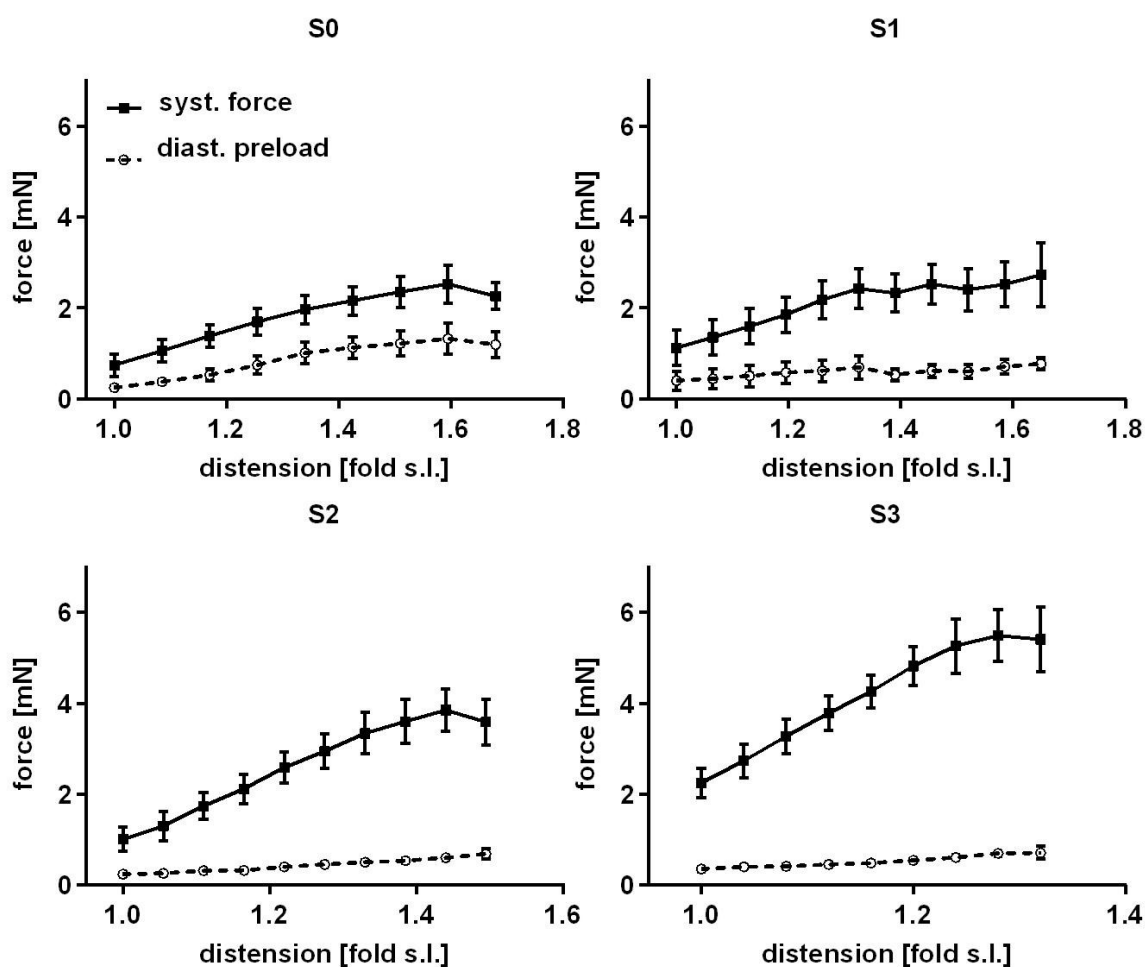 S0
6
4
2
0
force [mN]
syst. force
diast. preload
1.0 1.2 1.4 1.6 1.8
distension [fold s.l.]
S1
6
4
2
0
force [mN]
1.0 1.2 1.4 1.6 1.8
distension [fold s.l.]
S2
6
4
2
0
force [mN]
1.0 1.2 1.4 1.6
distension [fold s.l.]
S3
6
4
2
0
force [mN]
1.0 1.2 1.4
distension [fold s.l.]